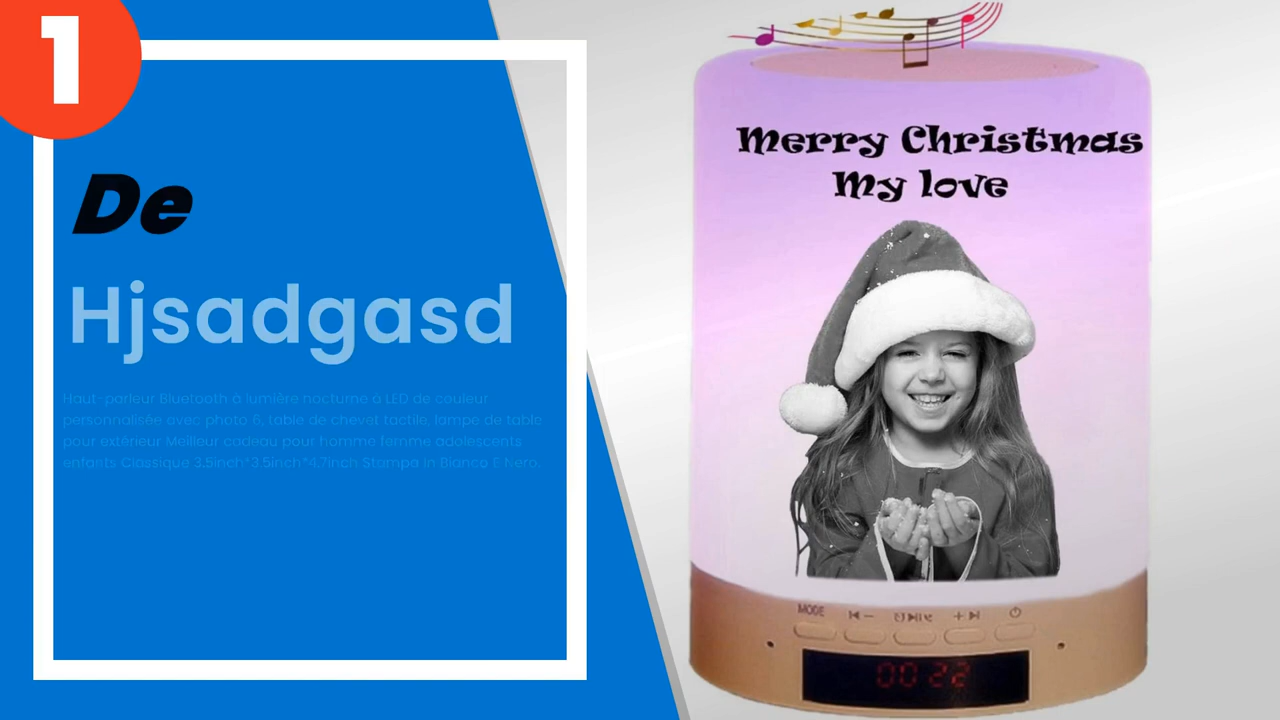 1
De
Hjsadgasd
Haut-parleur Bluetooth à lumière nocturne à LED de couleur
personnalisée avec photo 6, table de chevet tactile, lampe de table
pour extérieur Meilleur cadeau pour homme femme adolescents
enfants Classique 3.5inch*3.5inch*4.7inch Stampa In Bianco E Nero.
Merry Christmas
My love
MODE
00 22